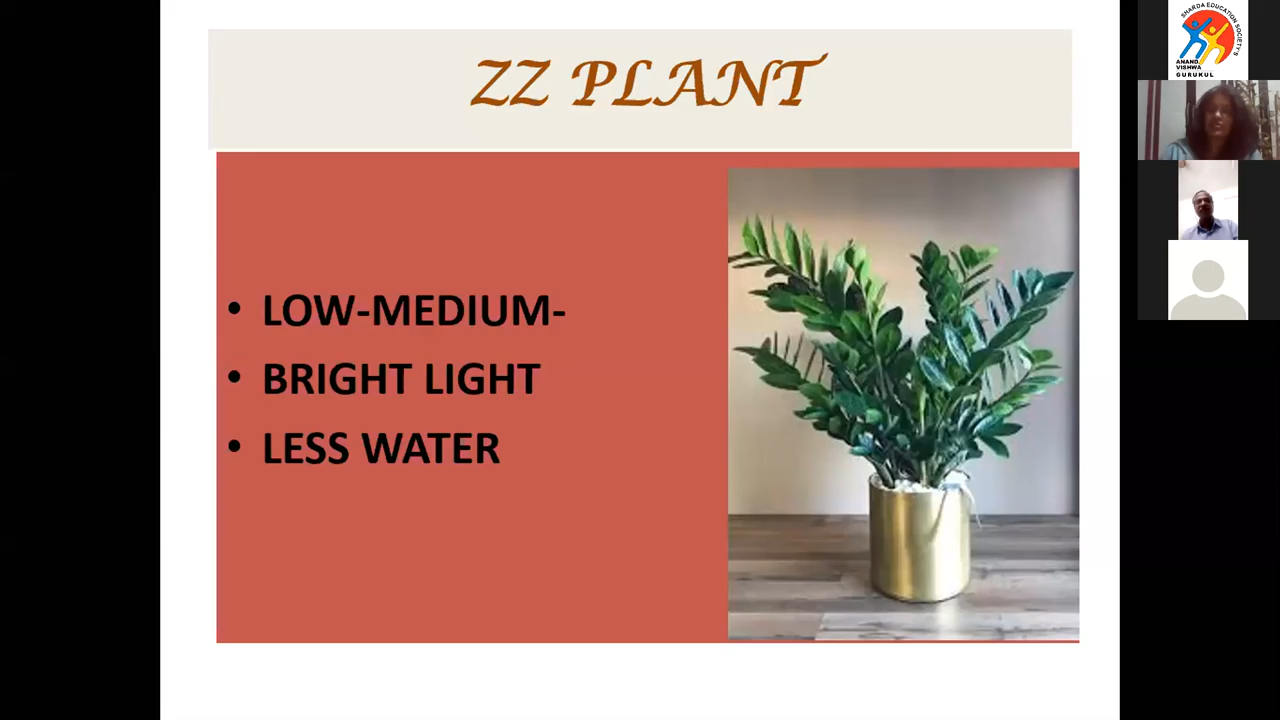 ZZ PLANT
• LOW-MEDIUM-
• BRIGHT LIGHT
• LESS WATER
SHARDA EDUCATION SOCIETY'S
ANAND
VISHWA
GURUKUL